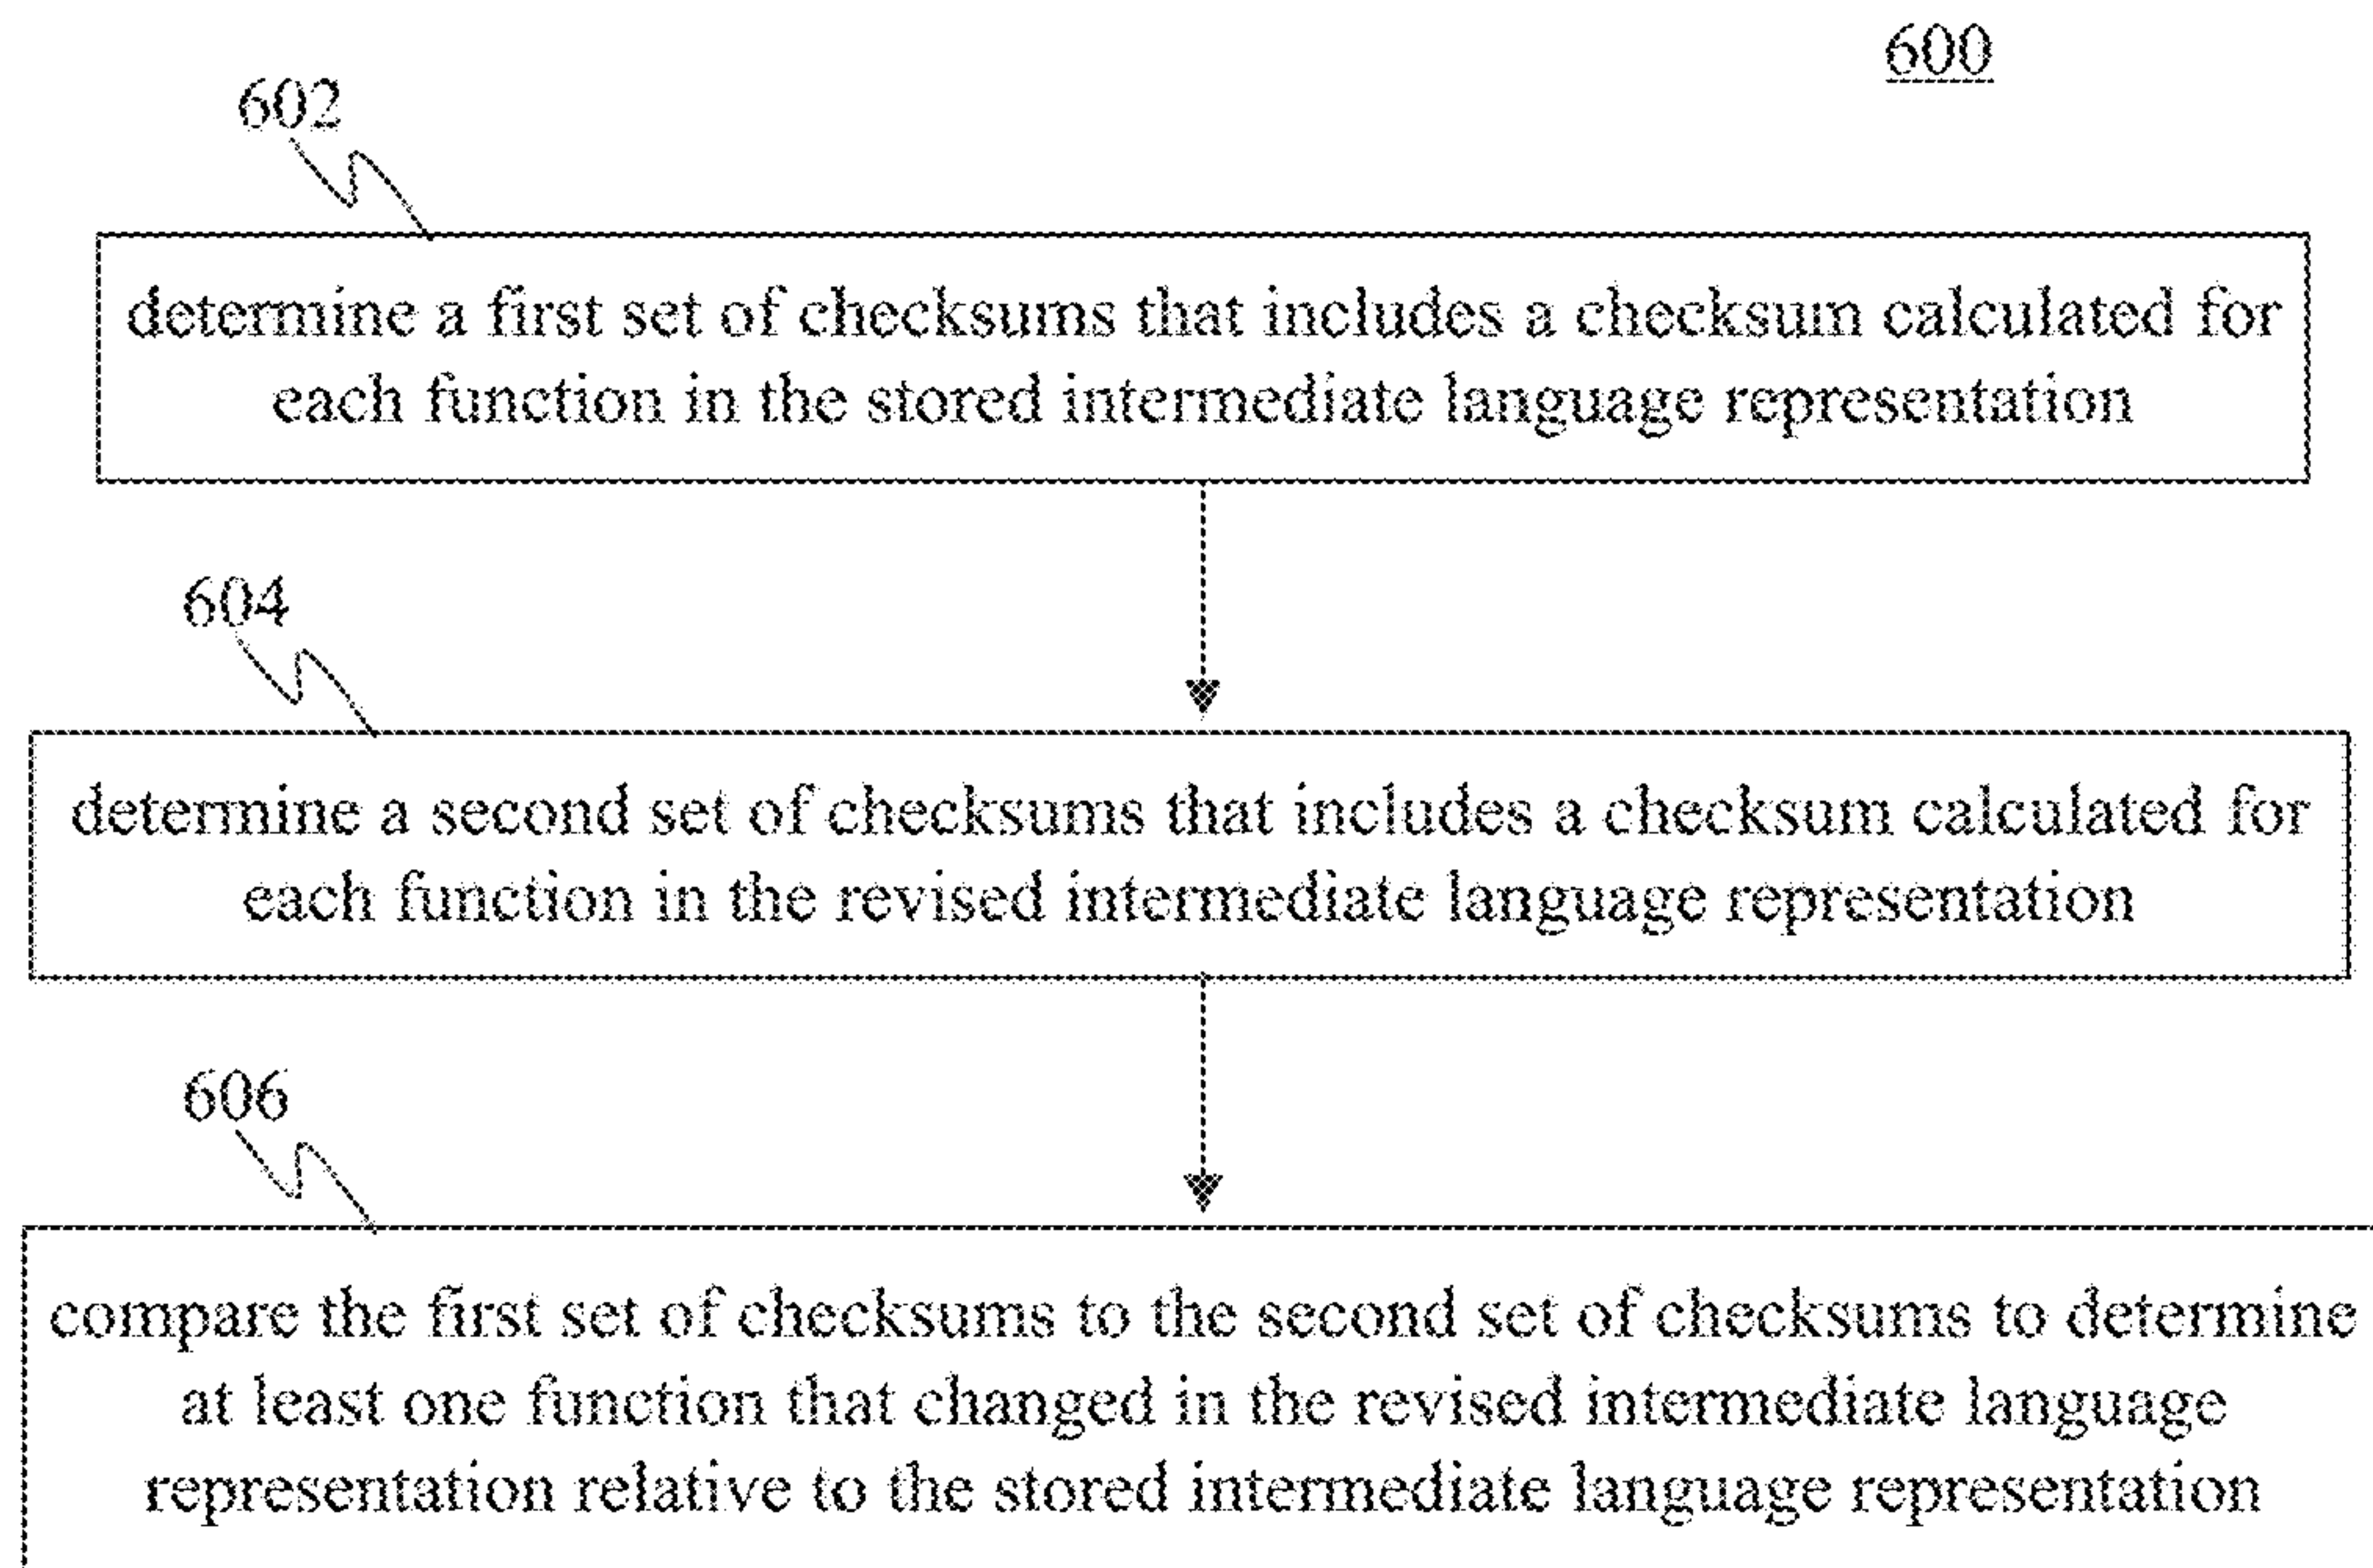 600
602
determine a first set of checksums that includes a checksum calculated for
each function in the stored intermediate language representation
604
determine a second set of checksums that includes a checksum calculated for
each function in the revised intermediate language representation
606
compare the first set of checksums to the second set of checksums to determine
at least one function that changed in the revised intermediate language
representation relative to the stored intermediate language representation